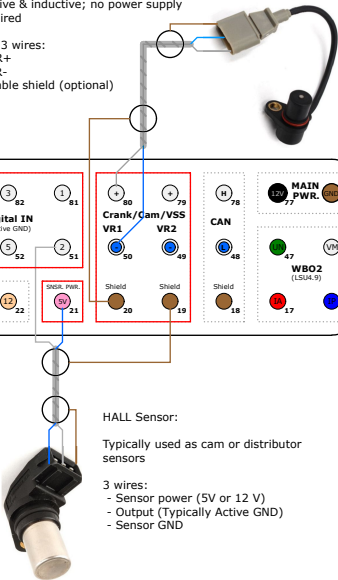 ive & inductive; no power supply
ired
3 wires:
R+
R-
ble shield (optional)
3 82
1 81
+ 80
+ 79
H 78
12V 77
MAIN PWR.
GND
gital IN
tive GND)
Crank/Cam/VSS
VR1
VR2
CAN
5 52
2 51
- 50
- 49
L 48
UN 47
VM
WBO2
(LSU4.9)
12 22
SNSR. PWR.
5V 21
Shield
20
Shield
19
Shield
18
IA 17
IP
HALL Sensor:
Typically used as cam or distributor
sensors
3 wires:
- Sensor power (5V or 12 V)
- Output (Typically Active GND)
- Sensor GND